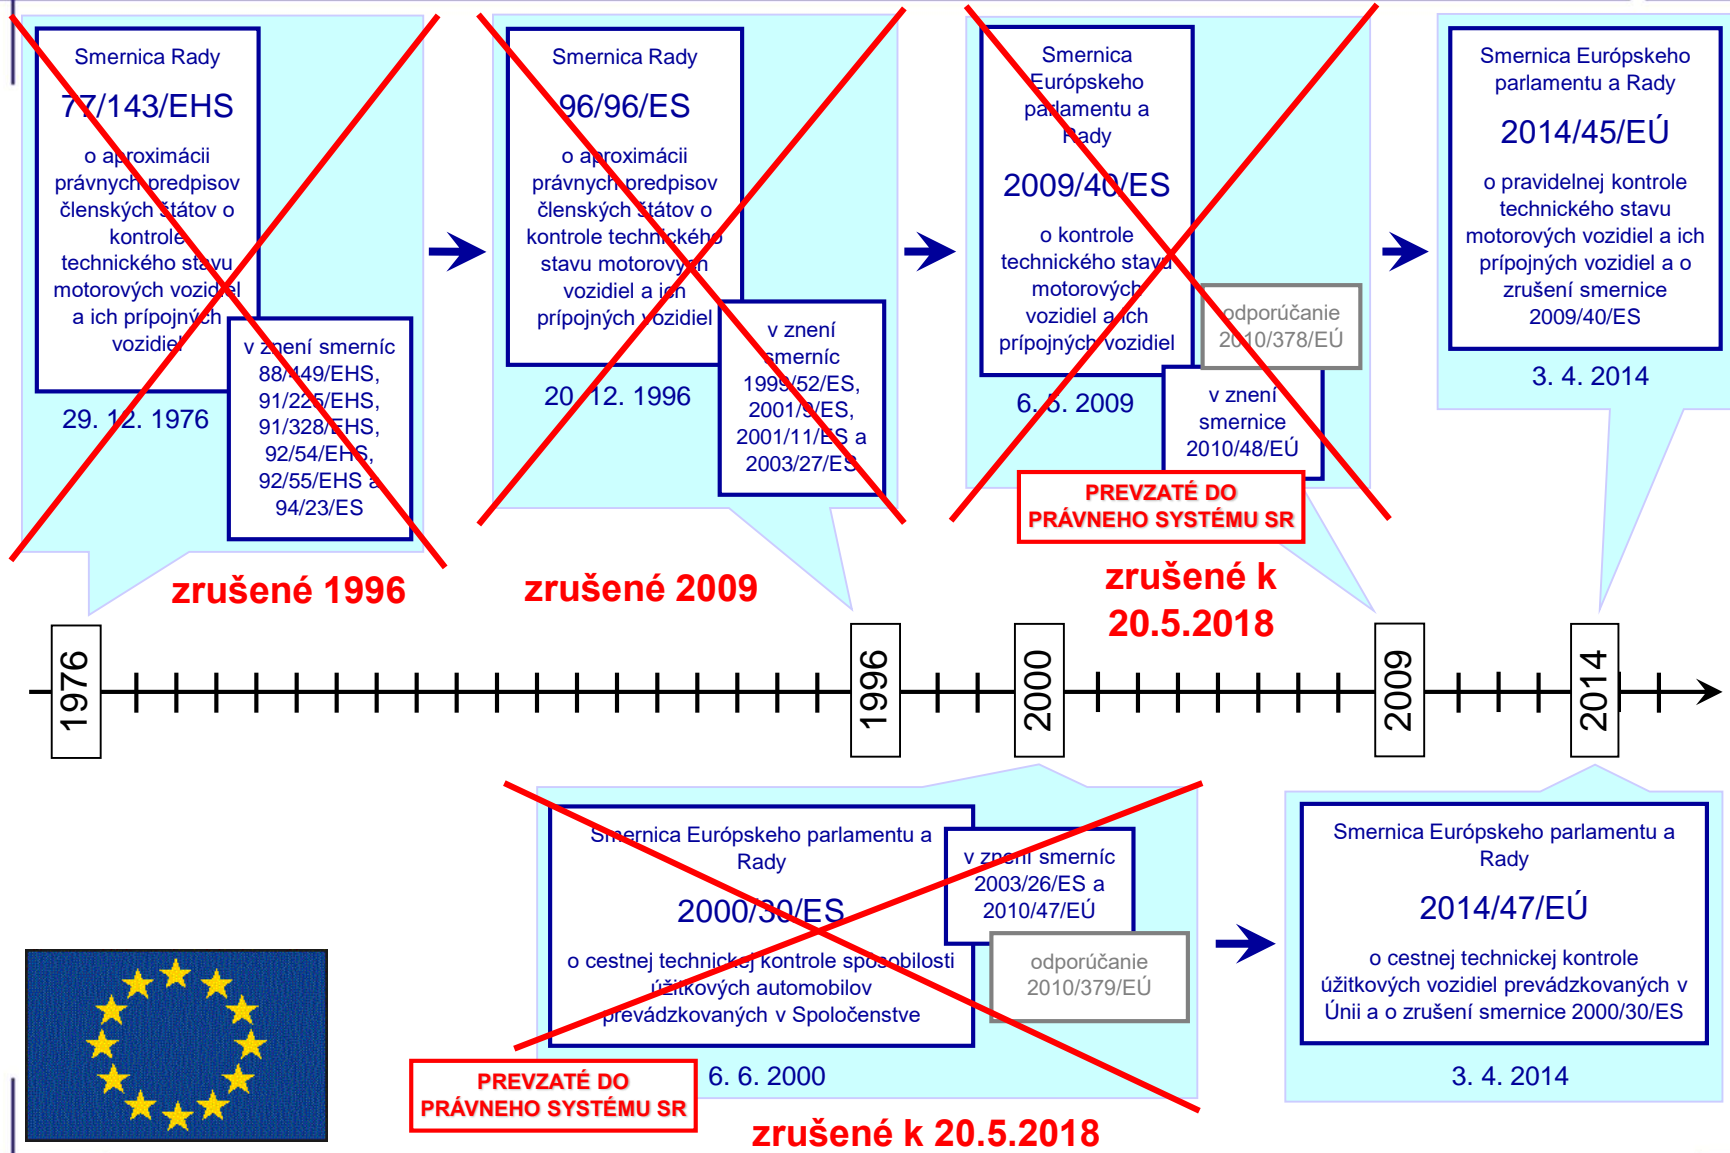 Smernica Rady
77/143/EHS
o aproximácii
právnych predpisov
členských štátov o
kontrole
technického stavu
motorových vozidiel
a ich prípojných
vozidiel
v znení smerníc
88/449/EHS,
91/225/EHS,
91/328/EHS,
92/54/EHS,
92/55/EHS a
94/23/ES
29. 12. 1976
zrušené 1996
Smernica Rady
96/96/ES
o aproximácii
právnych predpisov
členských štátov o
kontrole technického
stavu motorových
vozidiel a ich
prípojných vozidiel
v znení
smerníc
1999/52/ES,
2001/9/ES,
2001/11/ES a
2003/27/ES
20. 12. 1996
zrušené 2009
Smernica
Európskeho
parlamentu a
Rady
2009/40/ES
o kontrole
technického stavu
motorových
vozidiel a ich
prípojných vozidiel
odporúčanie
2010/378/EÚ
v znení
smernice
2010/48/EÚ
6. 5. 2009
PREVZATÉ DO
PRÁVNEHO SYSTÉMU SR
zrušené k
20.5.2018
Smernica Európskeho
parlamentu a Rady
2014/45/EÚ
o pravidelnej kontrole
technického stavu
motorových vozidiel a ich
prípojných vozidiel a o
zrušení smernice
2009/40/ES
3. 4. 2014
1976
1996
2000
2009
2014
Smernica Európskeho parlamentu a
Rady
2000/30/ES
o cestnej technickej kontrole spôsobilosti
úžitkových automobilov
prevádzkovaných v Spoločenstve
v znení smerníc
2003/26/ES a
2010/47/EÚ
odporúčanie
2010/379/EÚ
6. 6. 2000
PREVZATÉ DO
PRÁVNEHO SYSTÉMU SR
zrušené k 20.5.2018
Smernica Európskeho parlamentu a
Rady
2014/47/EÚ
o cestnej technickej kontrole
úžitkových vozidiel prevádzkovaných v
Únii a o zrušení smernice 2000/30/ES
3. 4. 2014